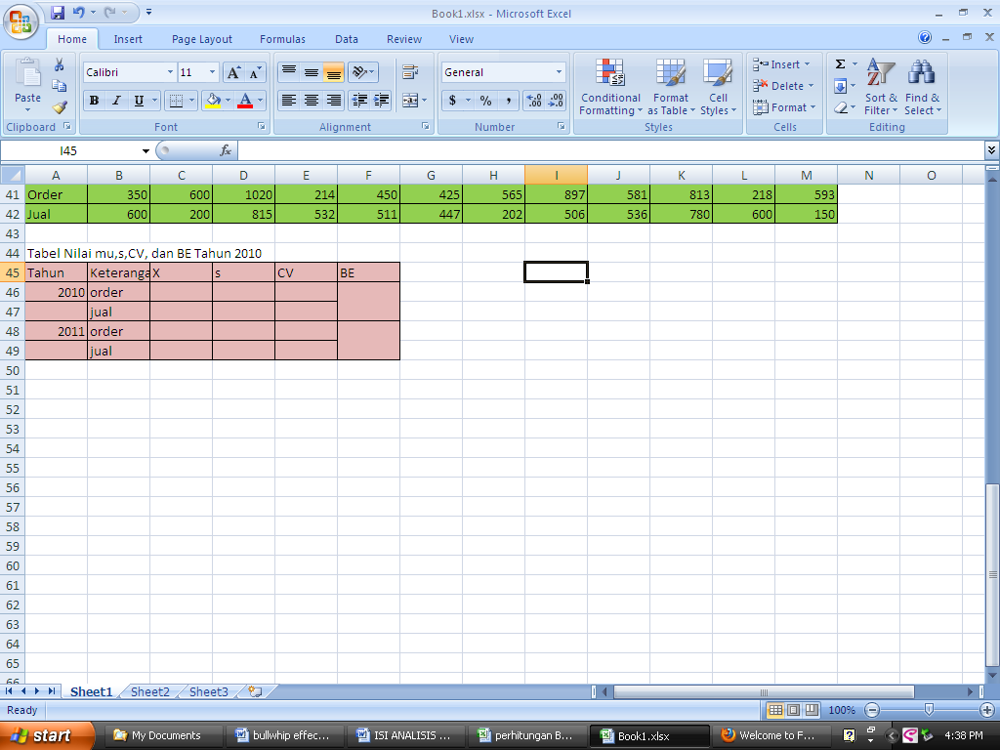 Book1.xlsx - Microsoft Excel
Home Insert Page Layout Formulas Data Review View
Paste Calibri 11 A A General Conditional Formatting Format as Table Cell Styles Insert Delete Format Σ Sort & Filter Find & Select
B I U A $ % , .0 .00 .00 .0
Clipboard Font Alignment Number Styles Cells Editing
I45 fx
A B C D E F G H I J K L M N O
41 Order 350 600 1020 214 450 425 565 897 581 813 218 593
42 Jual 600 200 815 532 511 447 202 506 536 780 600 150
43
44 Tabel Nilai mu,s,CV, dan BE Tahun 2010
45 Tahun Keteranga X s CV BE
46 2010 order
47 jual
48 2011 order
49 jual
50
51
52
53
54
55
56
57
58
59
60
61
62
63
64
65
66
Sheet1 Sheet2 Sheet3
Ready 100%
start My Documents bullwhip effec... ISI ANALISIS ... perhitungan B... Book1.xlsx Welcome to F... 4:38 PM